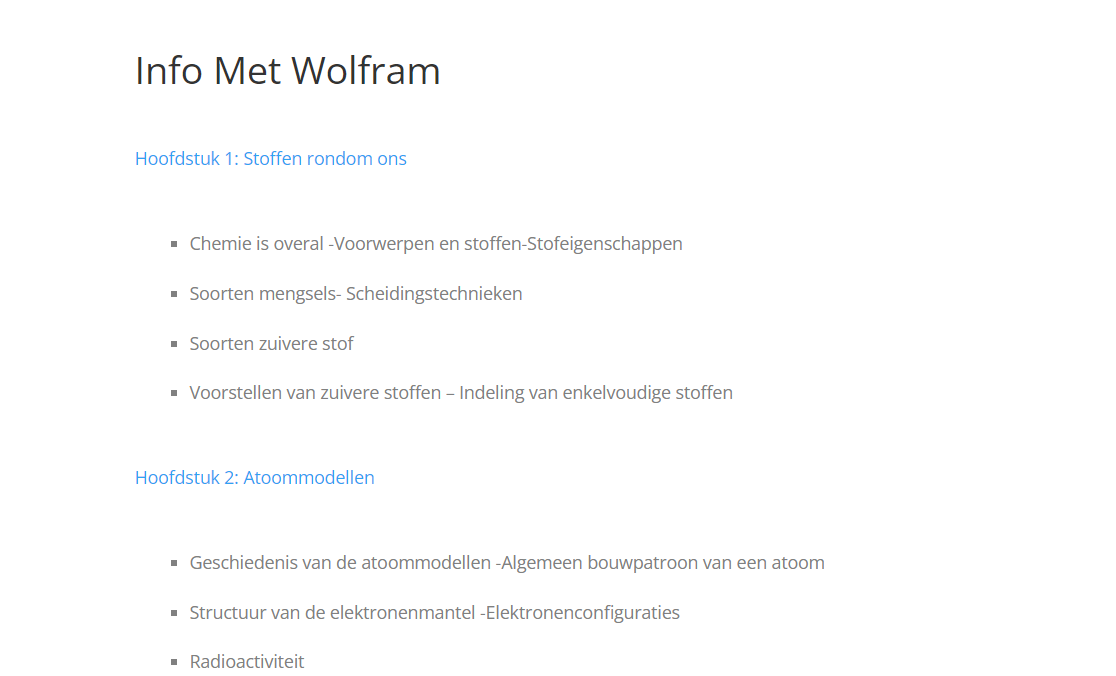 Info Met Wolfram
Hoofdstuk 1: Stoffen rondom ons
Chemie is overal -Voorwerpen en stoffen-Stofeigenschappen
Soorten mengsels- Scheidingstechnieken
Soorten zuivere stof
Voorstellen van zuivere stoffen – Indeling van enkelvoudige stoffen
Hoofdstuk 2: Atoommodellen
Geschiedenis van de atoommodellen -Algemeen bouwpatroon van een atoom
Structuur van de elektronenmantel -Elektronenconfiguraties
Radioactiviteit